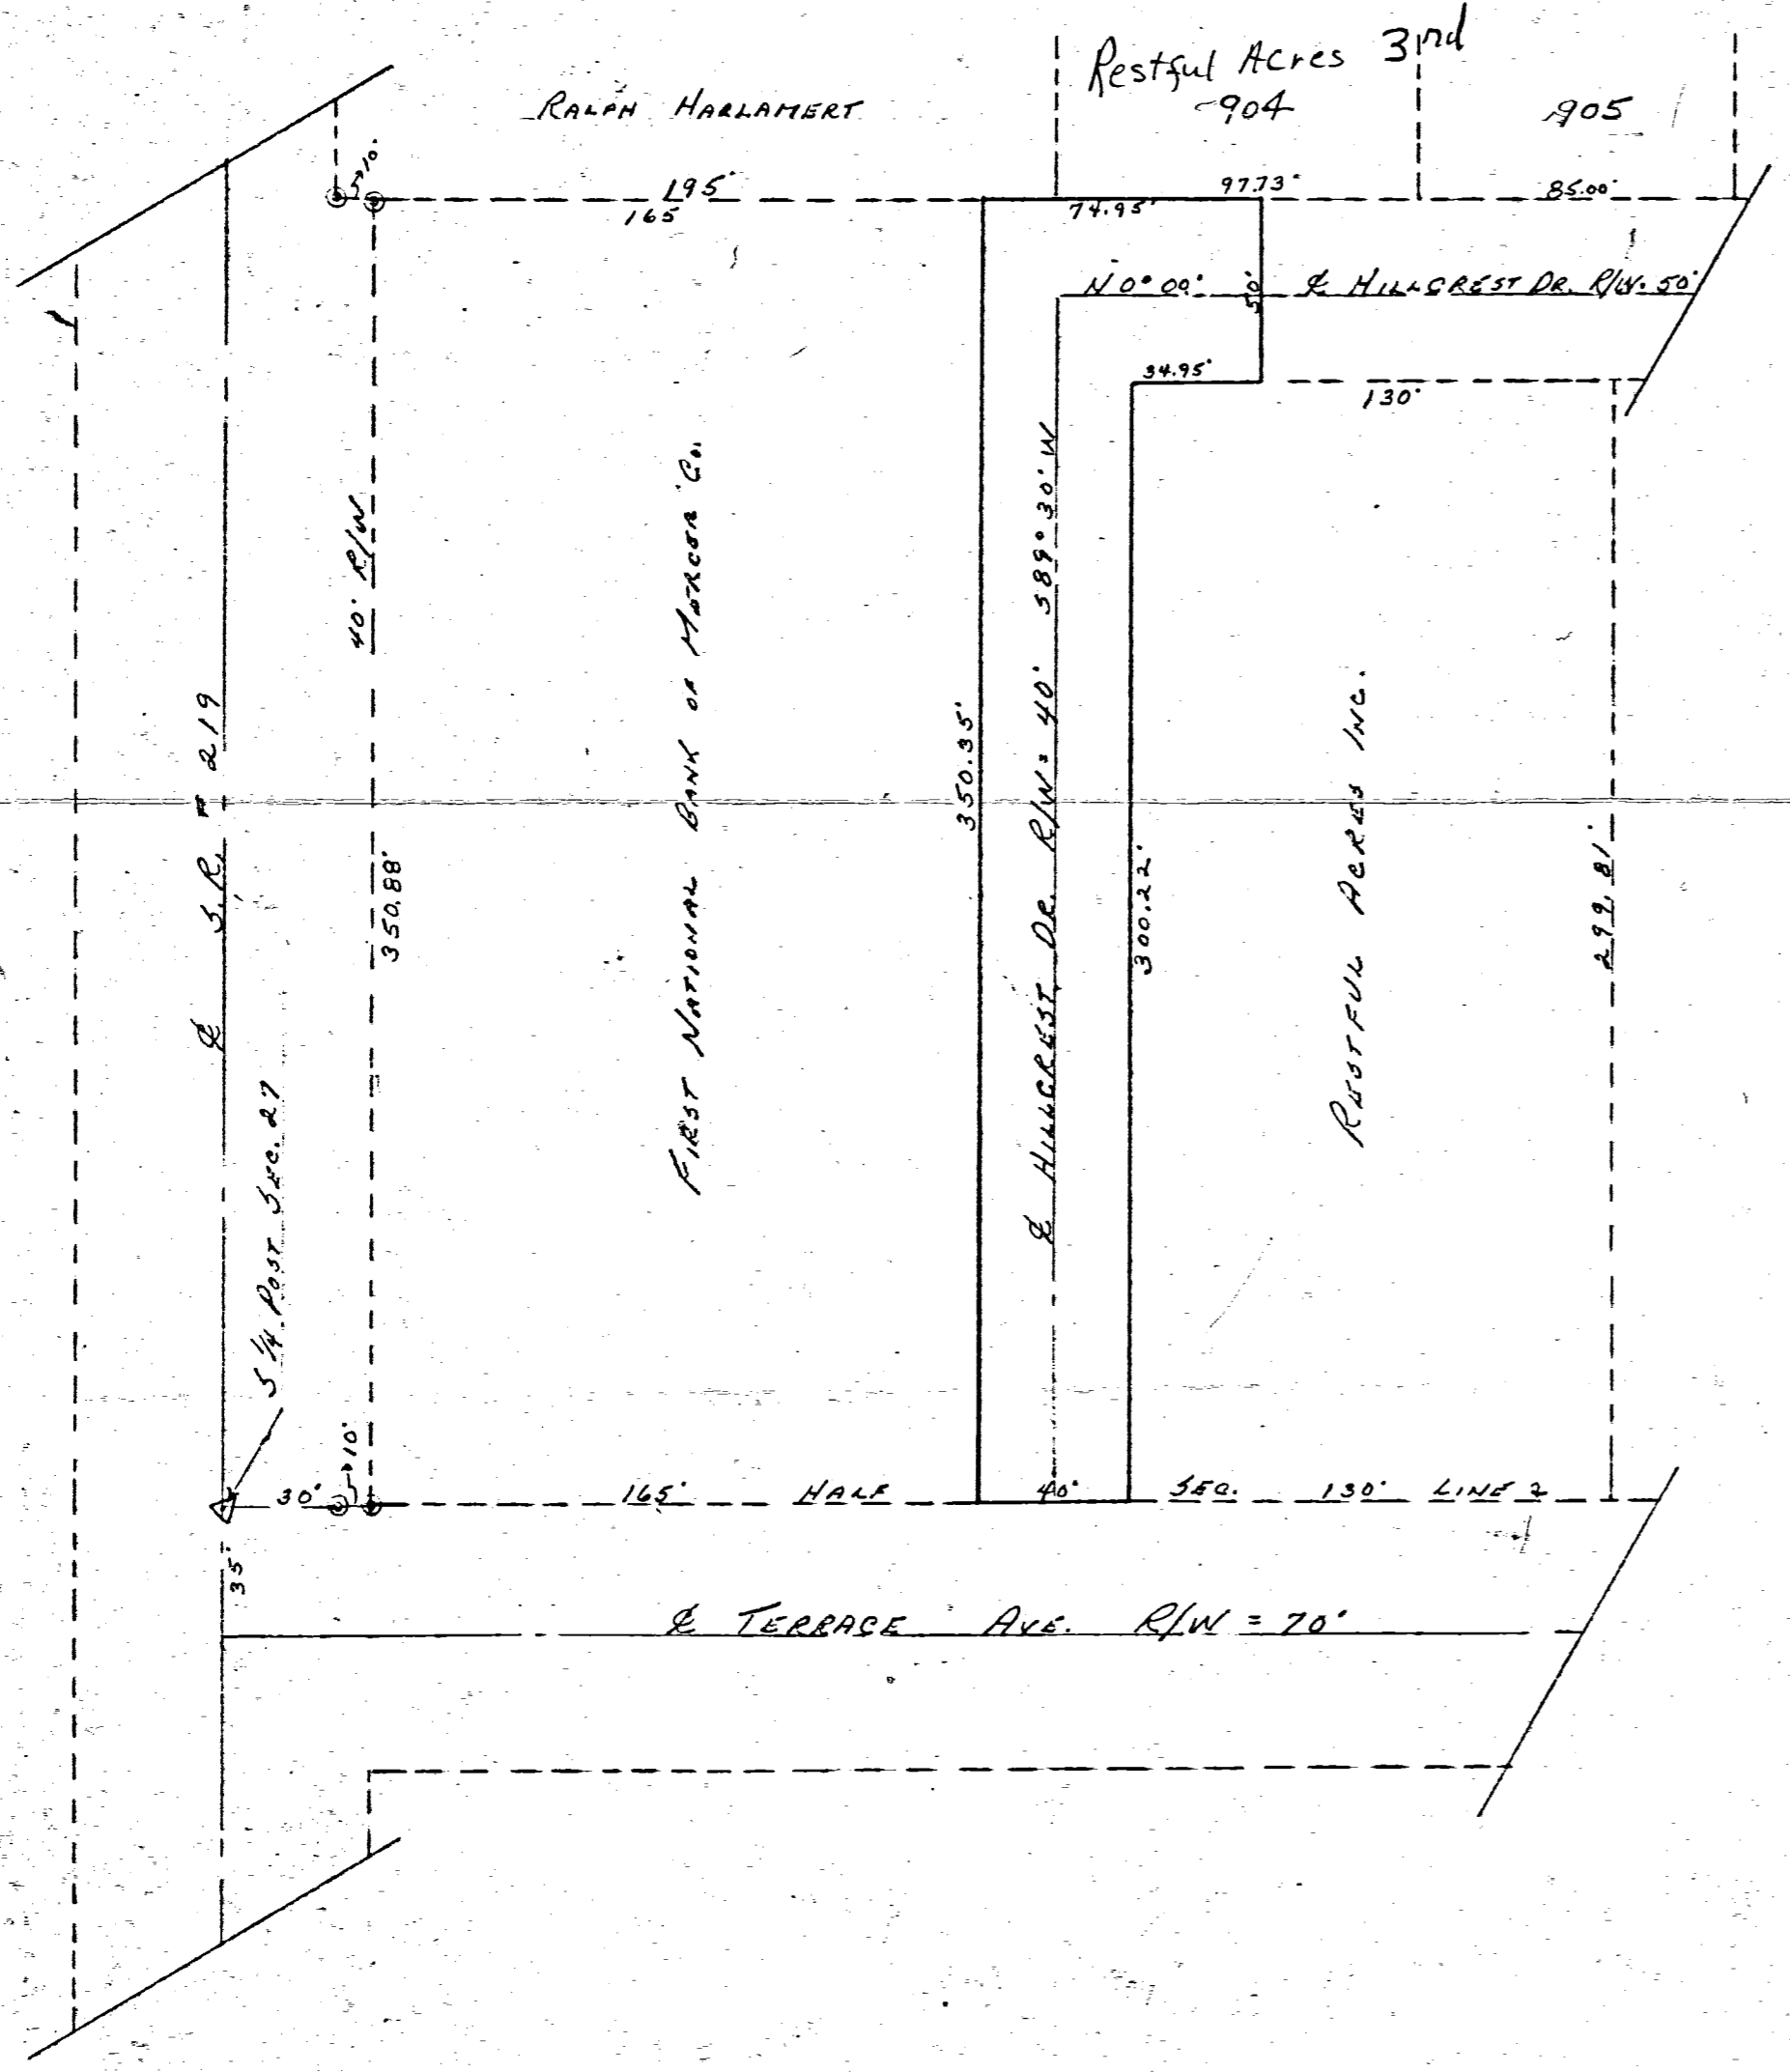 Restful Acres 3rd
RALPH HARLAMERT
904
905
10'
195'
165
97.73'
74.95'
85.00'
N 0° 00'
50'
℄ HILLCREST DR. R/W. 50'
34.95'
130'
40' R/W
350.88'
℄ S.R. 219
FIRST NATIONAL BANK OF MERCER CO.
350.35'
℄ HILLCREST DR. R/W = 40' S89° 30' W
300.22'
RESTFUL ACRES INC.
299.81'
S 1/4 POST SEC. 27
30'
10'
165'
HALF
40'
SEC.
130'
LINE
35'
℄ TERRACE AVE. R/W = 70'